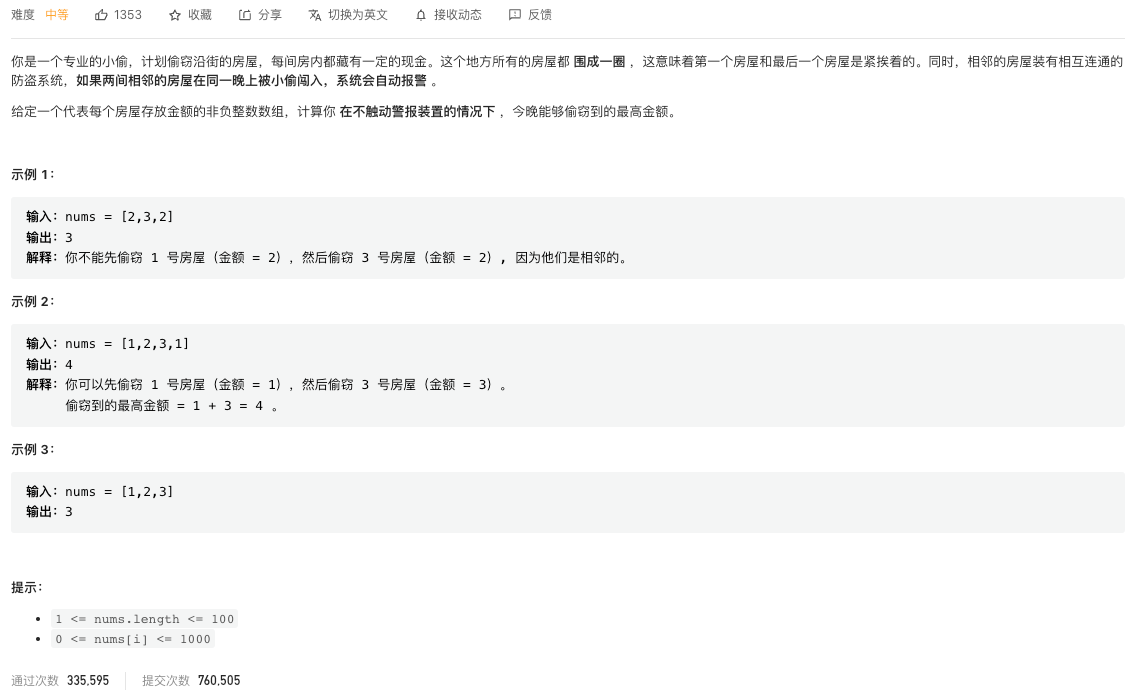 难度 中等 1353 收藏 分享 切换为英文 接收动态 反馈
你是一个专业的小偷，计划偷窃沿街的房屋，每间房内都藏有一定的现金。这个地方所有的房屋都 围成一圈 ，这意味着第一个房屋和最后一个房屋是紧挨着的。同时，相邻的房屋装有相互连通的
防盗系统，如果两间相邻的房屋在同一晚上被小偷闯入，系统会自动报警 。
给定一个代表每个房屋存放金额的非负整数数组，计算你 在不触动警报装置的情况下 ，今晚能够偷窃到的最高金额。
示例 1：
输入：nums = [2,3,2]
输出：3
解释：你不能先偷窃 1 号房屋（金额 = 2），然后偷窃 3 号房屋（金额 = 2）, 因为他们是相邻的。
示例 2：
输入：nums = [1,2,3,1]
输出：4
解释：你可以先偷窃 1 号房屋（金额 = 1），然后偷窃 3 号房屋（金额 = 3）。
偷窃到的最高金额 = 1 + 3 = 4 。
示例 3：
输入：nums = [1,2,3]
输出：3
提示：
• 1 <= nums.length <= 100
• 0 <= nums[i] <= 1000
通过次数 335,595 提交次数 760,505